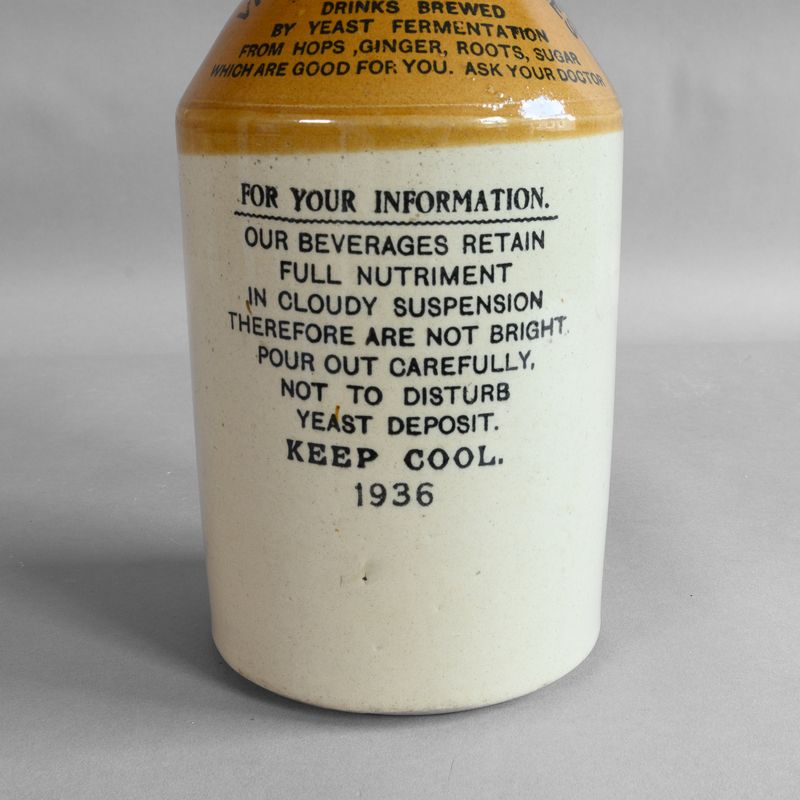 DRINKS BREWED
BY YEAST FERMENTATION
FROM HOPS ,GINGER, ROOTS, SUGAR
WHICH ARE GOOD FOR YOU. ASK YOUR DOCTOR
FOR YOUR INFORMATION.
OUR BEVERAGES RETAIN
FULL NUTRIMENT
IN CLOUDY SUSPENSION
THEREFORE ARE NOT BRIGHT
POUR OUT CAREFULLY,
NOT TO DISTURB
YEAST DEPOSIT.
KEEP COOL.
1936